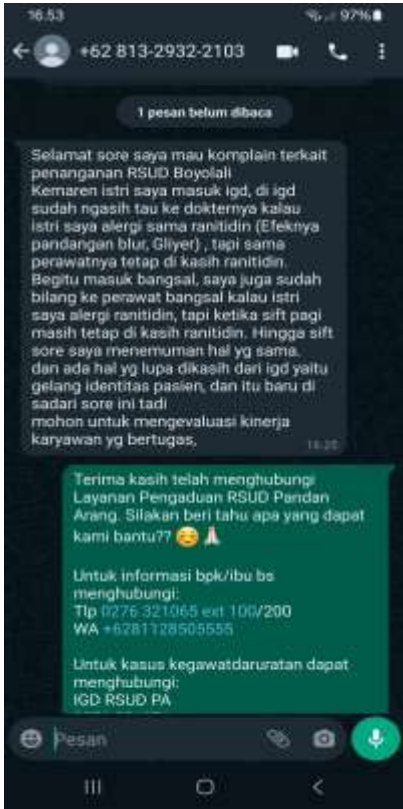 16.53
97%
+62 813-2932-2103
1 pesan belum dibaca
Selamat sore saya mau komplain terkait
penanganan RSUD Boyolali
Kemaren istri saya masuk igd, di igd
sudah ngasih tau ke dokternya kalau
istri saya alergi sama ranitidin (Efeknya
pandangan blur, Gliyer) , tapi sama
perawatnya tetap di kasih ranitidin.
Begitu masuk bangsal, saya juga sudah
bilang ke perawat bangsal kalau istri
saya alergi ranitidin, tapi ketika sift pagi
masih tetap di kasih ranitidin. Hingga sift
sore saya menemuman hal yg sama.
dan ada hal yg lupa dikasih dari igd yaitu
gelang identitas pasien, dan itu baru di
sadari sore ini tadi
mohon untuk mengevaluasi kinerja
karyawan yg bertugas,
Terima kasih telah menghubungi
Layanan Pengaduan RSUD Pandan
Arang. Silakan beri tahu apa yang dapat
kami bantu?? ☺️🙏🏻
Untuk informasi bpk/ibu bs
menghubungi:
Tlp 0276 321065 ext 100/200
WA +6281128505555
Untuk kasus kegawatdaruratan dapat
menghubungi:
IGD RSUD PA
Pesan